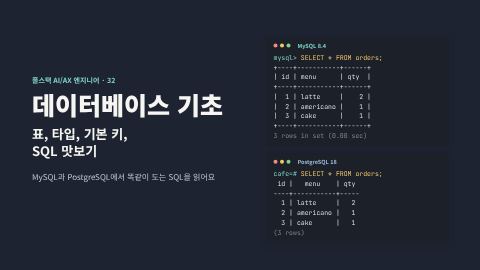 풀스택 AI/AX 엔지니어 · 32
데이터베이스 기초
표, 타입, 기본 키,
SQL 맛보기
MySQL과 PostgreSQL에서 똑같이 도는 SQL을 읽어요
MySQL 8.4
mysql> SELECT * FROM orders;
+----+-----------+------+
| id | menu      | qty  |
+----+-----------+------+
|  1 | latte     |    2 |
|  2 | americano |    1 |
|  3 | cake      |    1 |
+----+-----------+------+
3 rows in set (0.00 sec)
PostgreSQL 18
cafe=# SELECT * FROM orders;
 id |   menu    | qty
----+-----------+-----
  1 | latte     |   2
  2 | americano |   1
  3 | cake      |   1
(3 rows)